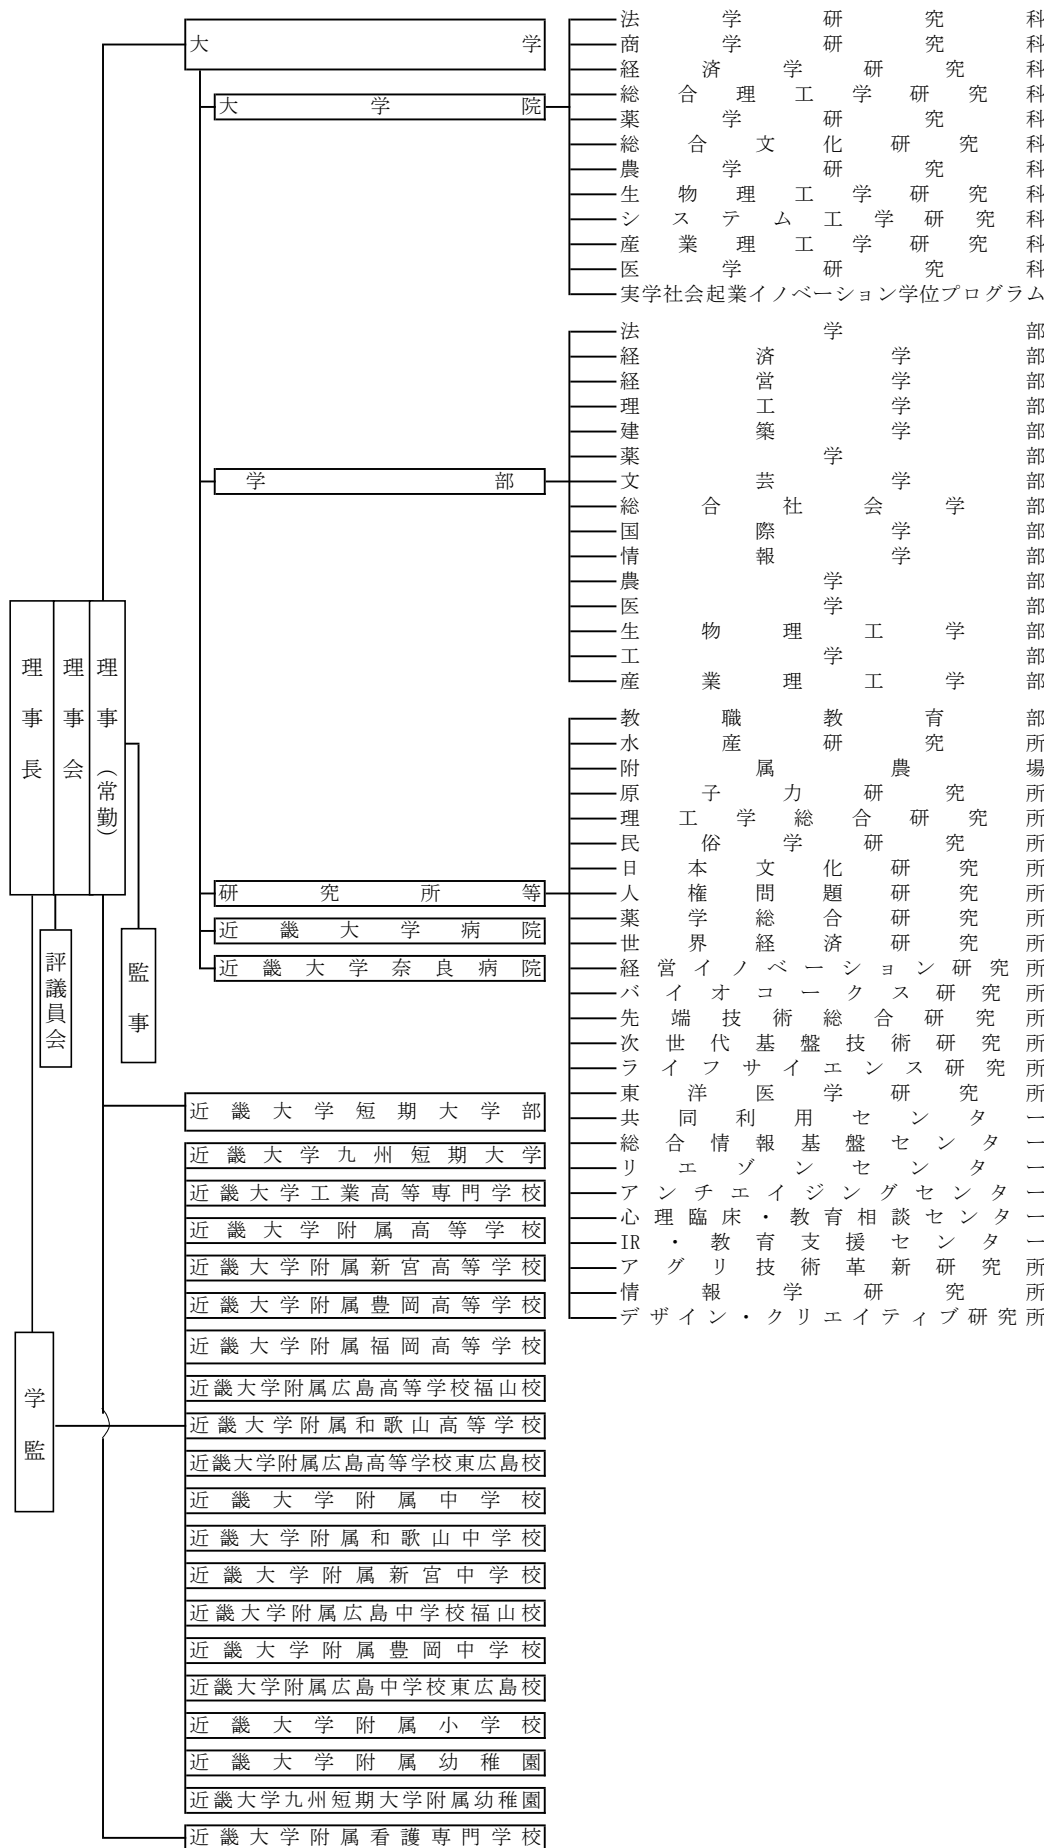 大学
大学院
法学研究科
商学研究科
経済学研究科
総合理工学研究科
薬学研究科
総合文化研究科
農学研究科
生物理工学研究科
システム工学研究科
産業理工学研究科
医学研究科
実学社会起業イノベーション学位プログラム
学部
法学部
経済学部
経営学部
理工学部
建築学部
薬学部
文芸学部
総合社会学部
国際学部
情報学部
農学部
医学部
生物理工学部
工学部
産業理工学部
理事長
理事会
理事(常勤)
評議員会
監事
学監
研究所等
近畿大学病院
近畿大学奈良病院
教職教育部
水産研究所
附属農場
原子力研究所
理工学総合研究所
民俗学研究所
日本文化研究所
人権問題研究所
薬学総合研究所
世界経済研究所
経営イノベーション研究所
バイオコークス研究所
先端技術総合研究所
次世代基盤技術研究所
ライフサイエンス研究所
東洋医学研究所
共同利用センター
総合情報基盤センター
リエゾンセンター
アンチエイジングセンター
心理臨床・教育相談センター
IR・教育支援センター
アグリ技術革新研究所
情報学研究所
デザイン・クリエイティブ研究所
近畿大学短期大学部
近畿大学九州短期大学
近畿大学工業高等専門学校
近畿大学附属高等学校
近畿大学附属新宮高等学校
近畿大学附属豊岡高等学校
近畿大学附属福岡高等学校
近畿大学附属広島高等学校福山校
近畿大学附属和歌山高等学校
近畿大学附属広島高等学校東広島校
近畿大学附属中学校
近畿大学附属和歌山中学校
近畿大学附属新宮中学校
近畿大学附属広島中学校福山校
近畿大学附属豊岡中学校
近畿大学附属広島中学校東広島校
近畿大学附属小学校
近畿大学附属幼稚園
近畿大学九州短期大学附属幼稚園
近畿大学附属看護専門学校